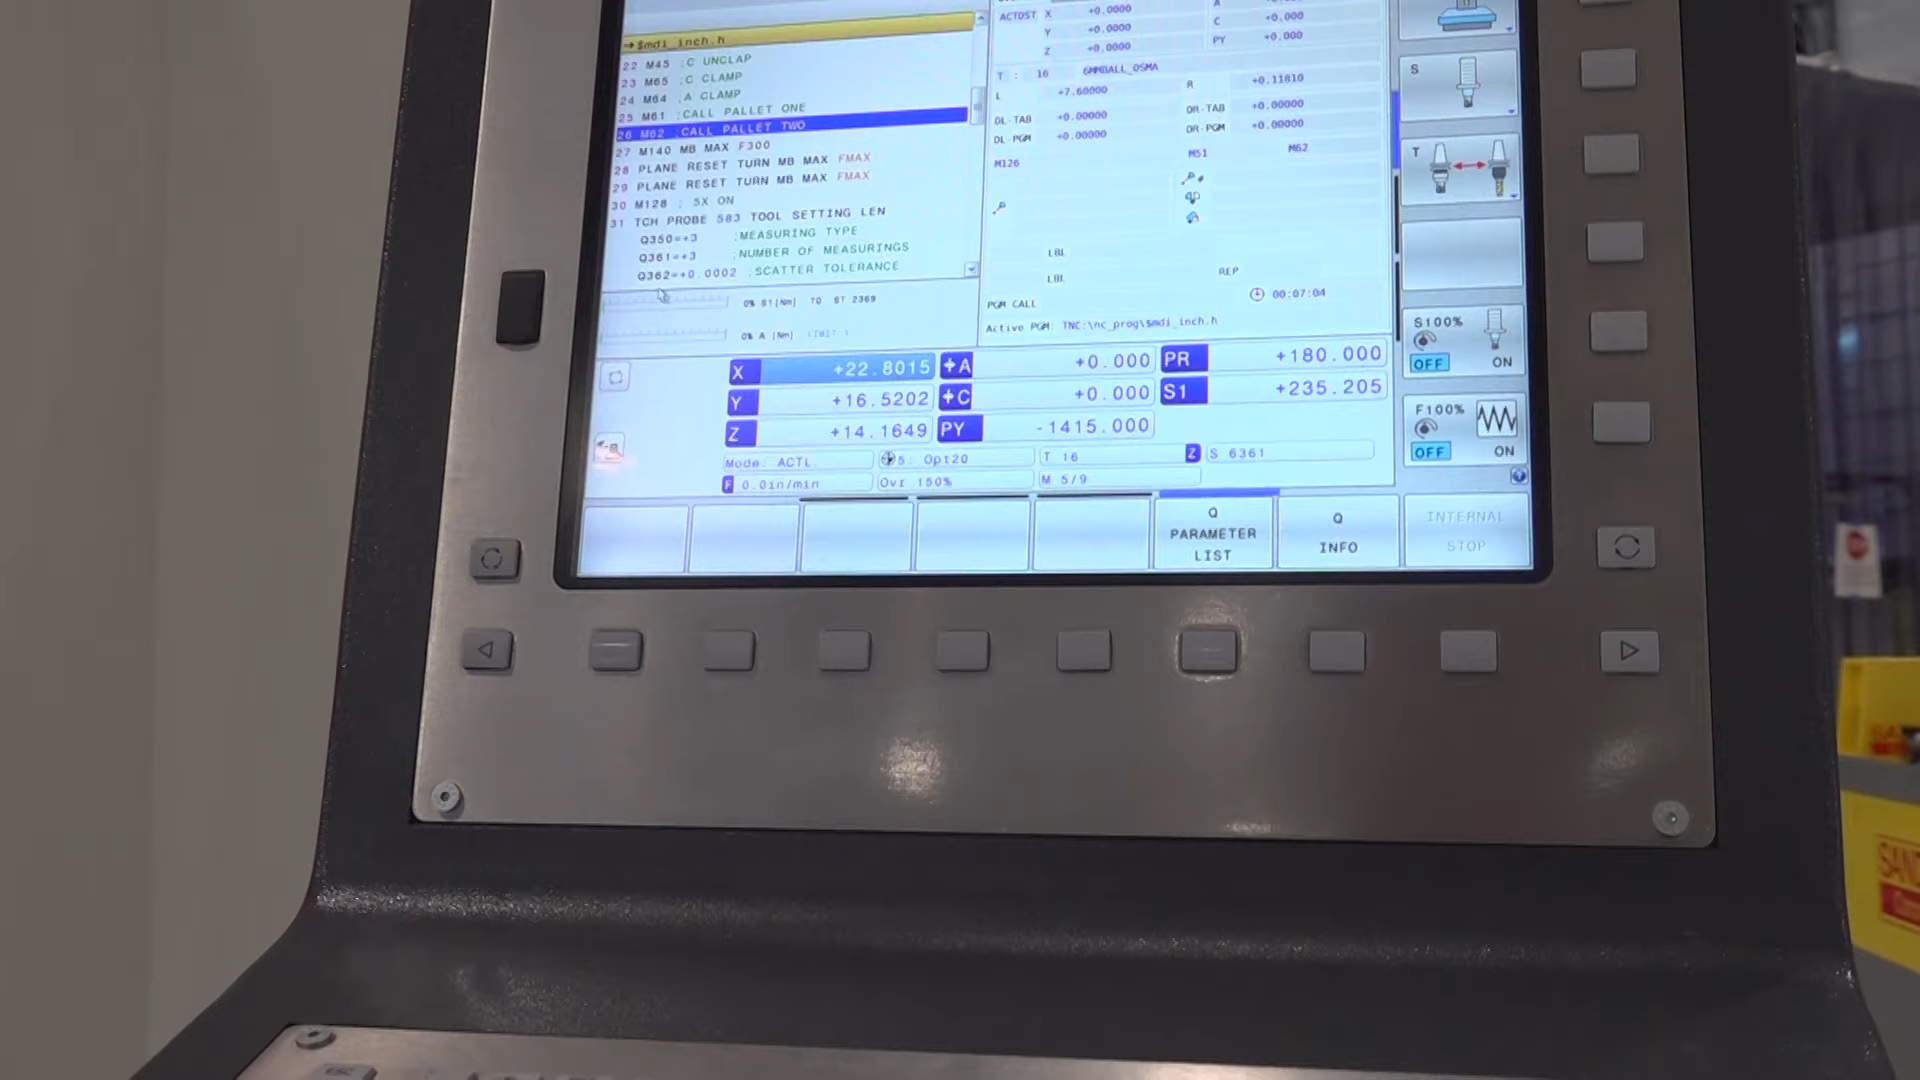 →$mdi_inch.h
22 M45 ;C UNCLAP
23 M65 ;C CLAMP
24 M64 ;A CLAMP
25 M61 ;CALL PALLET ONE
26 M62 ;CALL PALLET TWO
27 M140 MB MAX F300
28 PLANE RESET TURN MB MAX FMAX
29 PLANE RESET TURN MB MAX FMAX
30 M128 ; 5X ON
31 TCH PROBE 583 TOOL SETTING LEN
Q350=+3 ;MEASURING TYPE
Q361=+3 ;NUMBER OF MEASURINGS
Q362=+0.0002 ;SCATTER TOLERANCE
0% S1[Nm] TO ST 2369
0% A [Nm] LIMIT 1
ACTDST X +0.0000 A +0.000
Y +0.0000 C +0.000
Z +0.0000 PY +0.000
T : 16 6MMBALL_OSMA
L +7.60000 R +0.11810
DL-TAB +0.00000 DR-TAB +0.00000
DL-PGM +0.00000 DR-PGM +0.00000
M126 M51 M62
LBL
LBL REP
PGM CALL 00:07:04
Active PGM: TNC:\nc_prog\$mdi_inch.h
X +22.8015 A +0.000 PR +180.000
Y +16.5202 C +0.000 S1 +235.205
Z +14.1649 PY -1415.000
Mode: ACTL. 5: Opt20 T 16 Z S 6361
F 0.0in/min Ovr 150% M 5/9
S
T
S100%
OFF ON
F100%
OFF ON
Q PARAMETER LIST
Q INFO
INTERNAL STOP
ESC